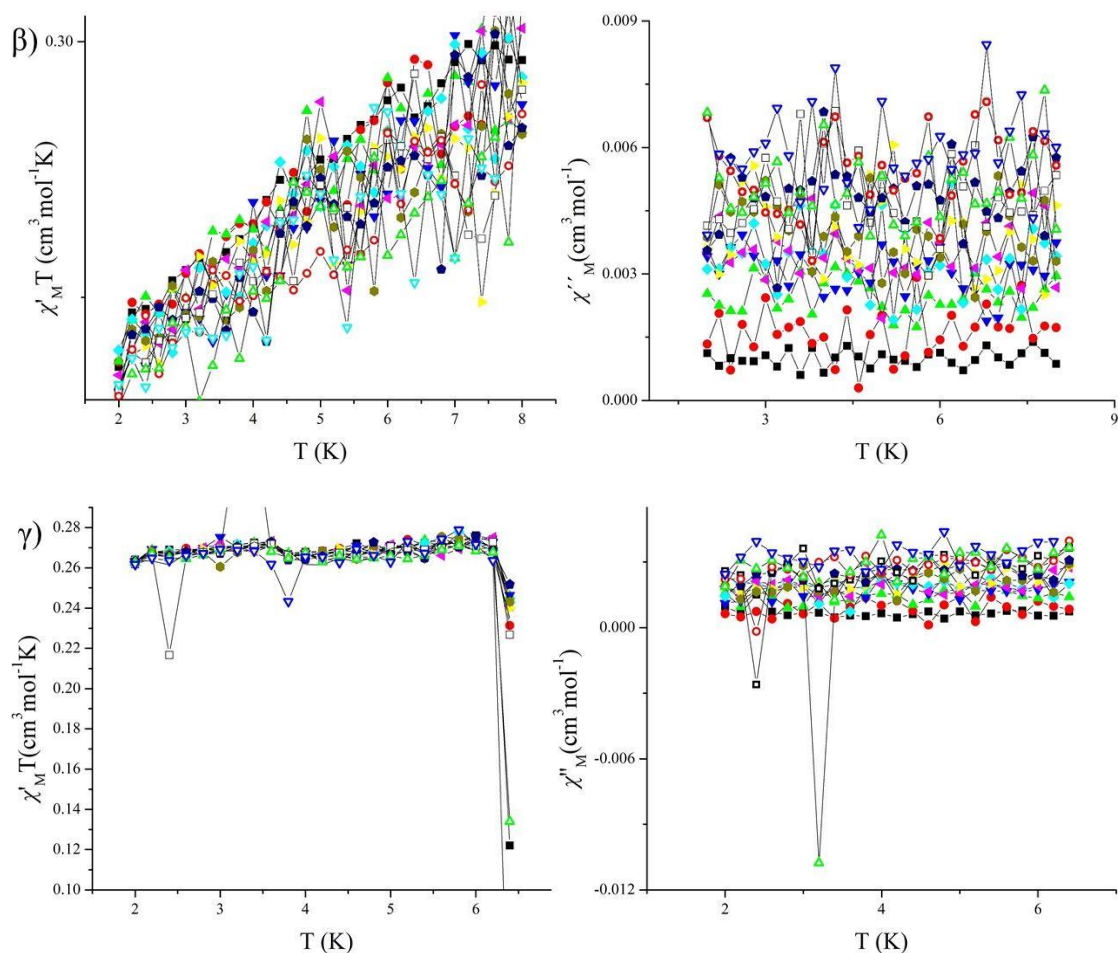 β)
0.30
χ'ₘT (cm³ mol⁻¹K)
2 3 4 5 6 7 8
T (K)
0.009
0.006
0.003
0.000
χ´´ₘ(cm³mol⁻¹)
3 6 9
T (K)
γ)
0.28
0.26
0.24
0.22
0.20
0.18
0.16
0.14
0.12
0.10
χ'ₘT(cm³mol⁻¹K)
2 3 4 5 6
T (K)
0.000
-0.006
-0.012
χ"ₘ(cm³mol⁻¹)
2 4 6
T (K)